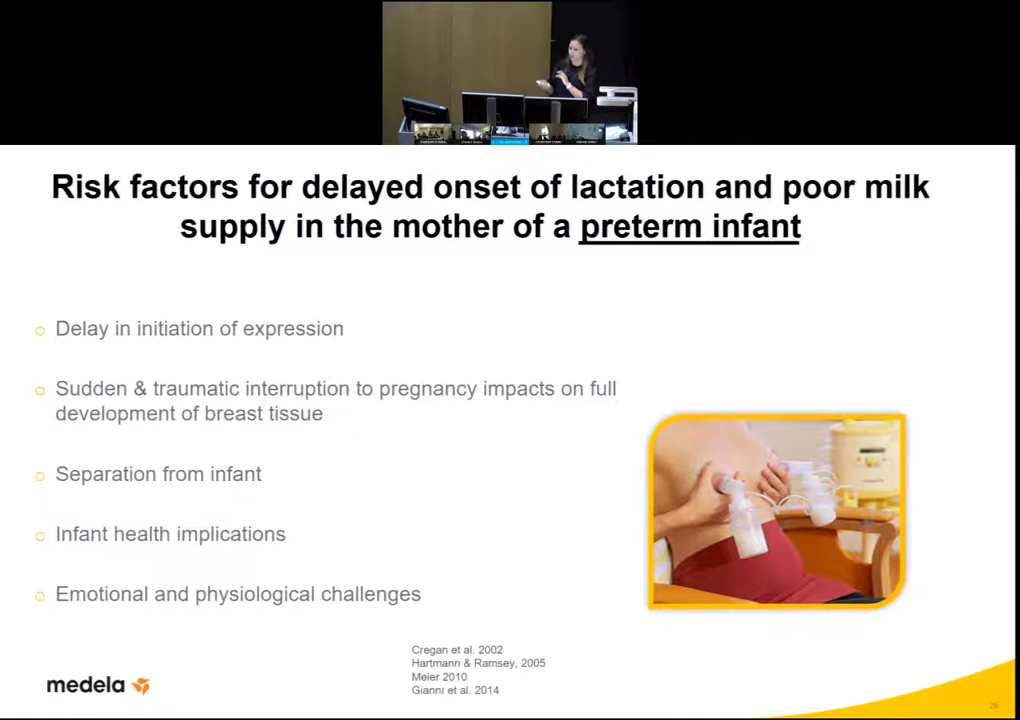 Risk factors for delayed onset of lactation and poor milk
supply in the mother of a preterm infant
Delay in initiation of expression
Sudden & traumatic interruption to pregnancy impacts on full
development of breast tissue
Separation from infant
Infant health implications
Emotional and physiological challenges
Cregan et al. 2002
Hartmann & Ramsey, 2005
Meier 2010
Gianni et al. 2014
medela
26